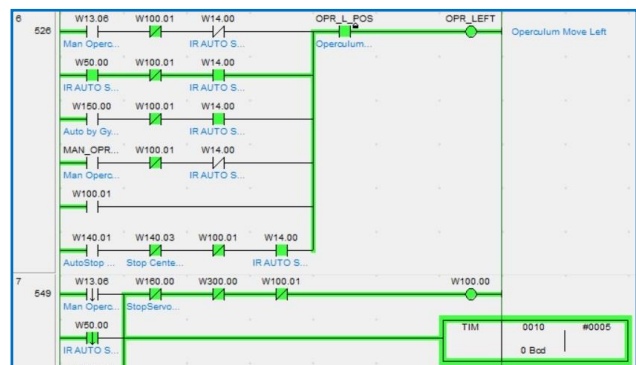 6
526
W13.06 W100.01 W14.00 OPR_L_POS OPR_LEFT
Man Operc... IR AUTO S... Operculum... Operculum Move Left
W50.00 W100.01 W14.00
IR AUTO S... IR AUTO S...
W150.00 W100.01 W14.00
Auto by Gy... IR AUTO S...
MAN_OPR... W100.01 W14.00
Man Operc... IR AUTO S...
W100.01
W140.01 W140.03 W100.01 W14.00
AutoStop ... Stop Cente... IR AUTO S...
7
549
W13.06 W160.00 W300.00 W100.01 W100.00
Man Operc... StopServo...
W50.00 TIM 0010 #0005
IR AUTO S... 0 Bcd